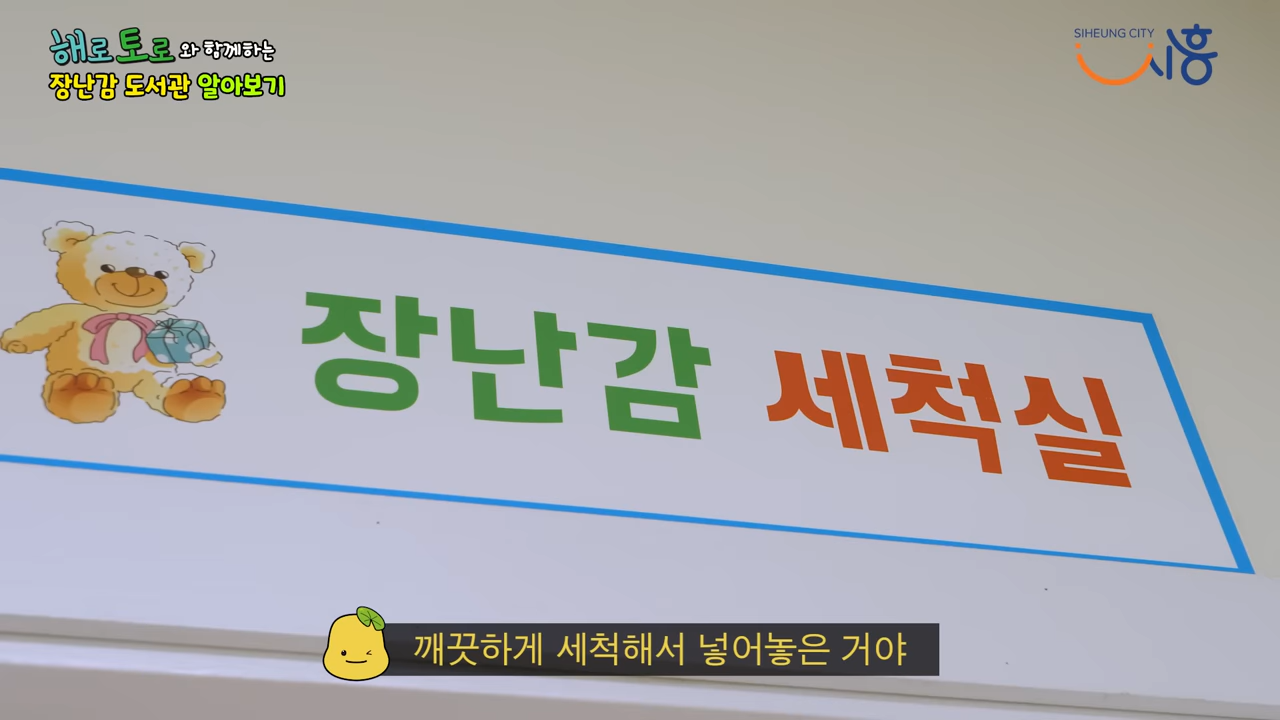 해로토로와 함께하는
장난감 도서관 알아보기
SIHEUNG CITY
시흥
장난감 세척실
깨끗하게 세척해서 넣어놓은 거야